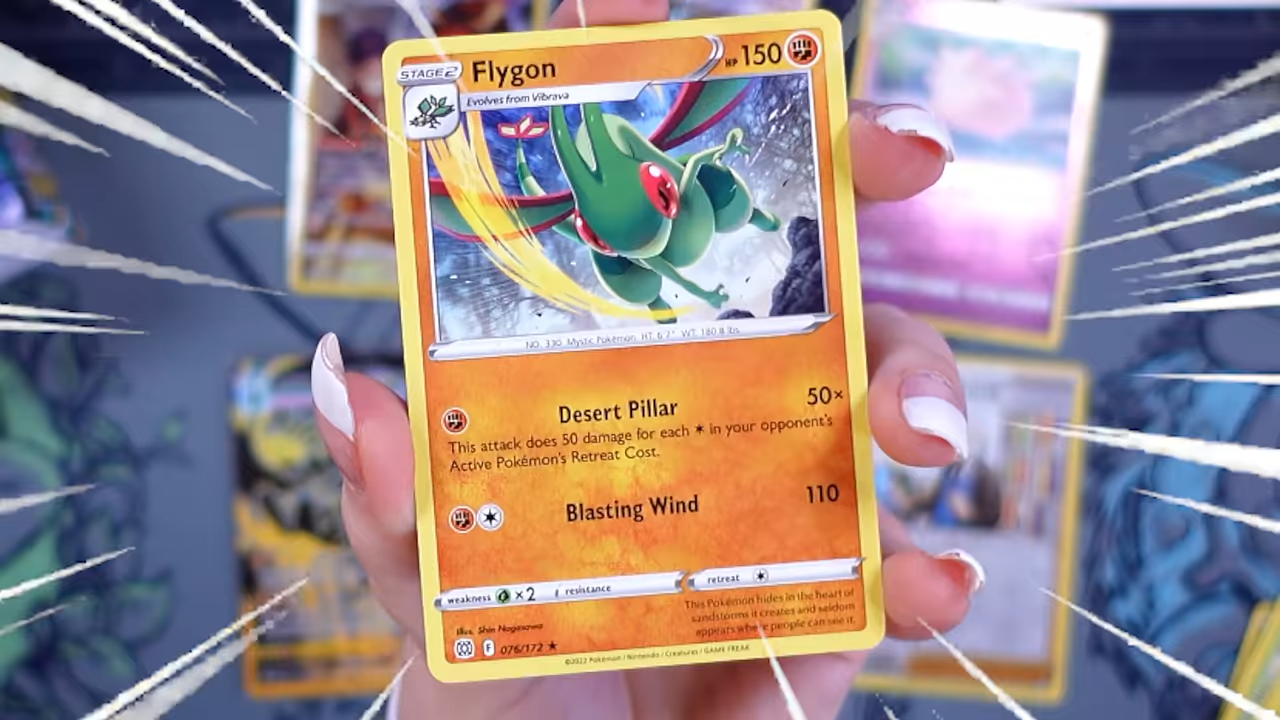 STAGE 2 Flygon HP 150
Evolves from Vibrava
NO. 330 Mystic Pokémon HT. 6'7" WT. 180.8 lbs
Desert Pillar 50×
This attack does 50 damage for each ✶ in your opponent's
Active Pokémon's Retreat Cost.
Blasting Wind 110
weakness ×2 resistance retreat
This Pokémon hides in the heart of
sandstorms it creates and seldom
appears where people can see it.
Illus. Shin Nagasawa
F 076/172 ★
©2022 Pokémon / Nintendo / Creatures / GAME FREAK